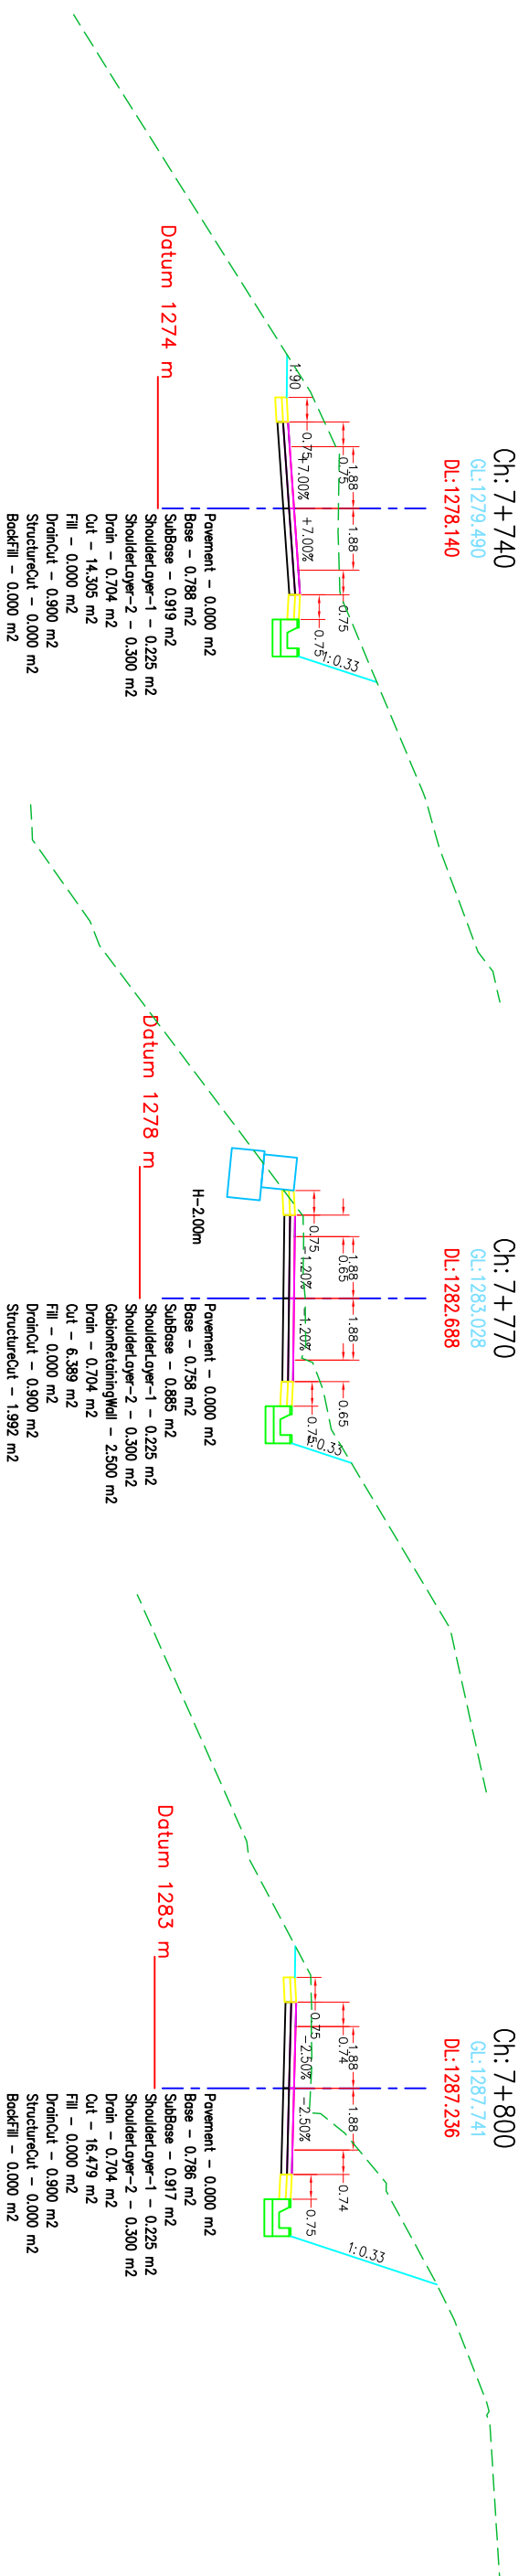 Ch: 7+740
GL:1279.490
DL:1278.140
1:90
0.75
0.75
1.88
1.88
0.75
0.75
+7.00%
+7.00%
1:0.33
Datum 1274 m
Pavement - 0.000 m2
Base - 0.788 m2
SubBase - 0.919 m2
ShoulderLayer-1 - 0.225 m2
ShoulderLayer-2 - 0.300 m2
Drain - 0.704 m2
Cut - 14.305 m2
Fill - 0.000 m2
DrainCut - 0.900 m2
StructureCut - 0.000 m2
BackFill - 0.000 m2
Ch: 7+770
GL:1283.028
DL:1282.688
0.75
0.65
1.88
1.88
0.65
0.75
-1.20%
-1.20%
1:0.33
Datum 1278 m
H-2.00m
Pavement - 0.000 m2
Base - 0.758 m2
SubBase - 0.885 m2
ShoulderLayer-1 - 0.225 m2
ShoulderLayer-2 - 0.300 m2
GabionRetainingWall - 2.500 m2
Drain - 0.704 m2
Cut - 6.389 m2
Fill - 0.000 m2
DrainCut - 0.900 m2
StructureCut - 1.992 m2
Ch: 7+800
GL:1287.741
DL:1287.236
0.75
0.74
1.88
1.88
0.74
0.75
-2.50%
-2.50%
1:0.33
Datum 1283 m
Pavement - 0.000 m2
Base - 0.786 m2
SubBase - 0.917 m2
ShoulderLayer-1 - 0.225 m2
ShoulderLayer-2 - 0.300 m2
Drain - 0.704 m2
Cut - 16.479 m2
Fill - 0.000 m2
DrainCut - 0.900 m2
StructureCut - 0.000 m2
BackFill - 0.000 m2